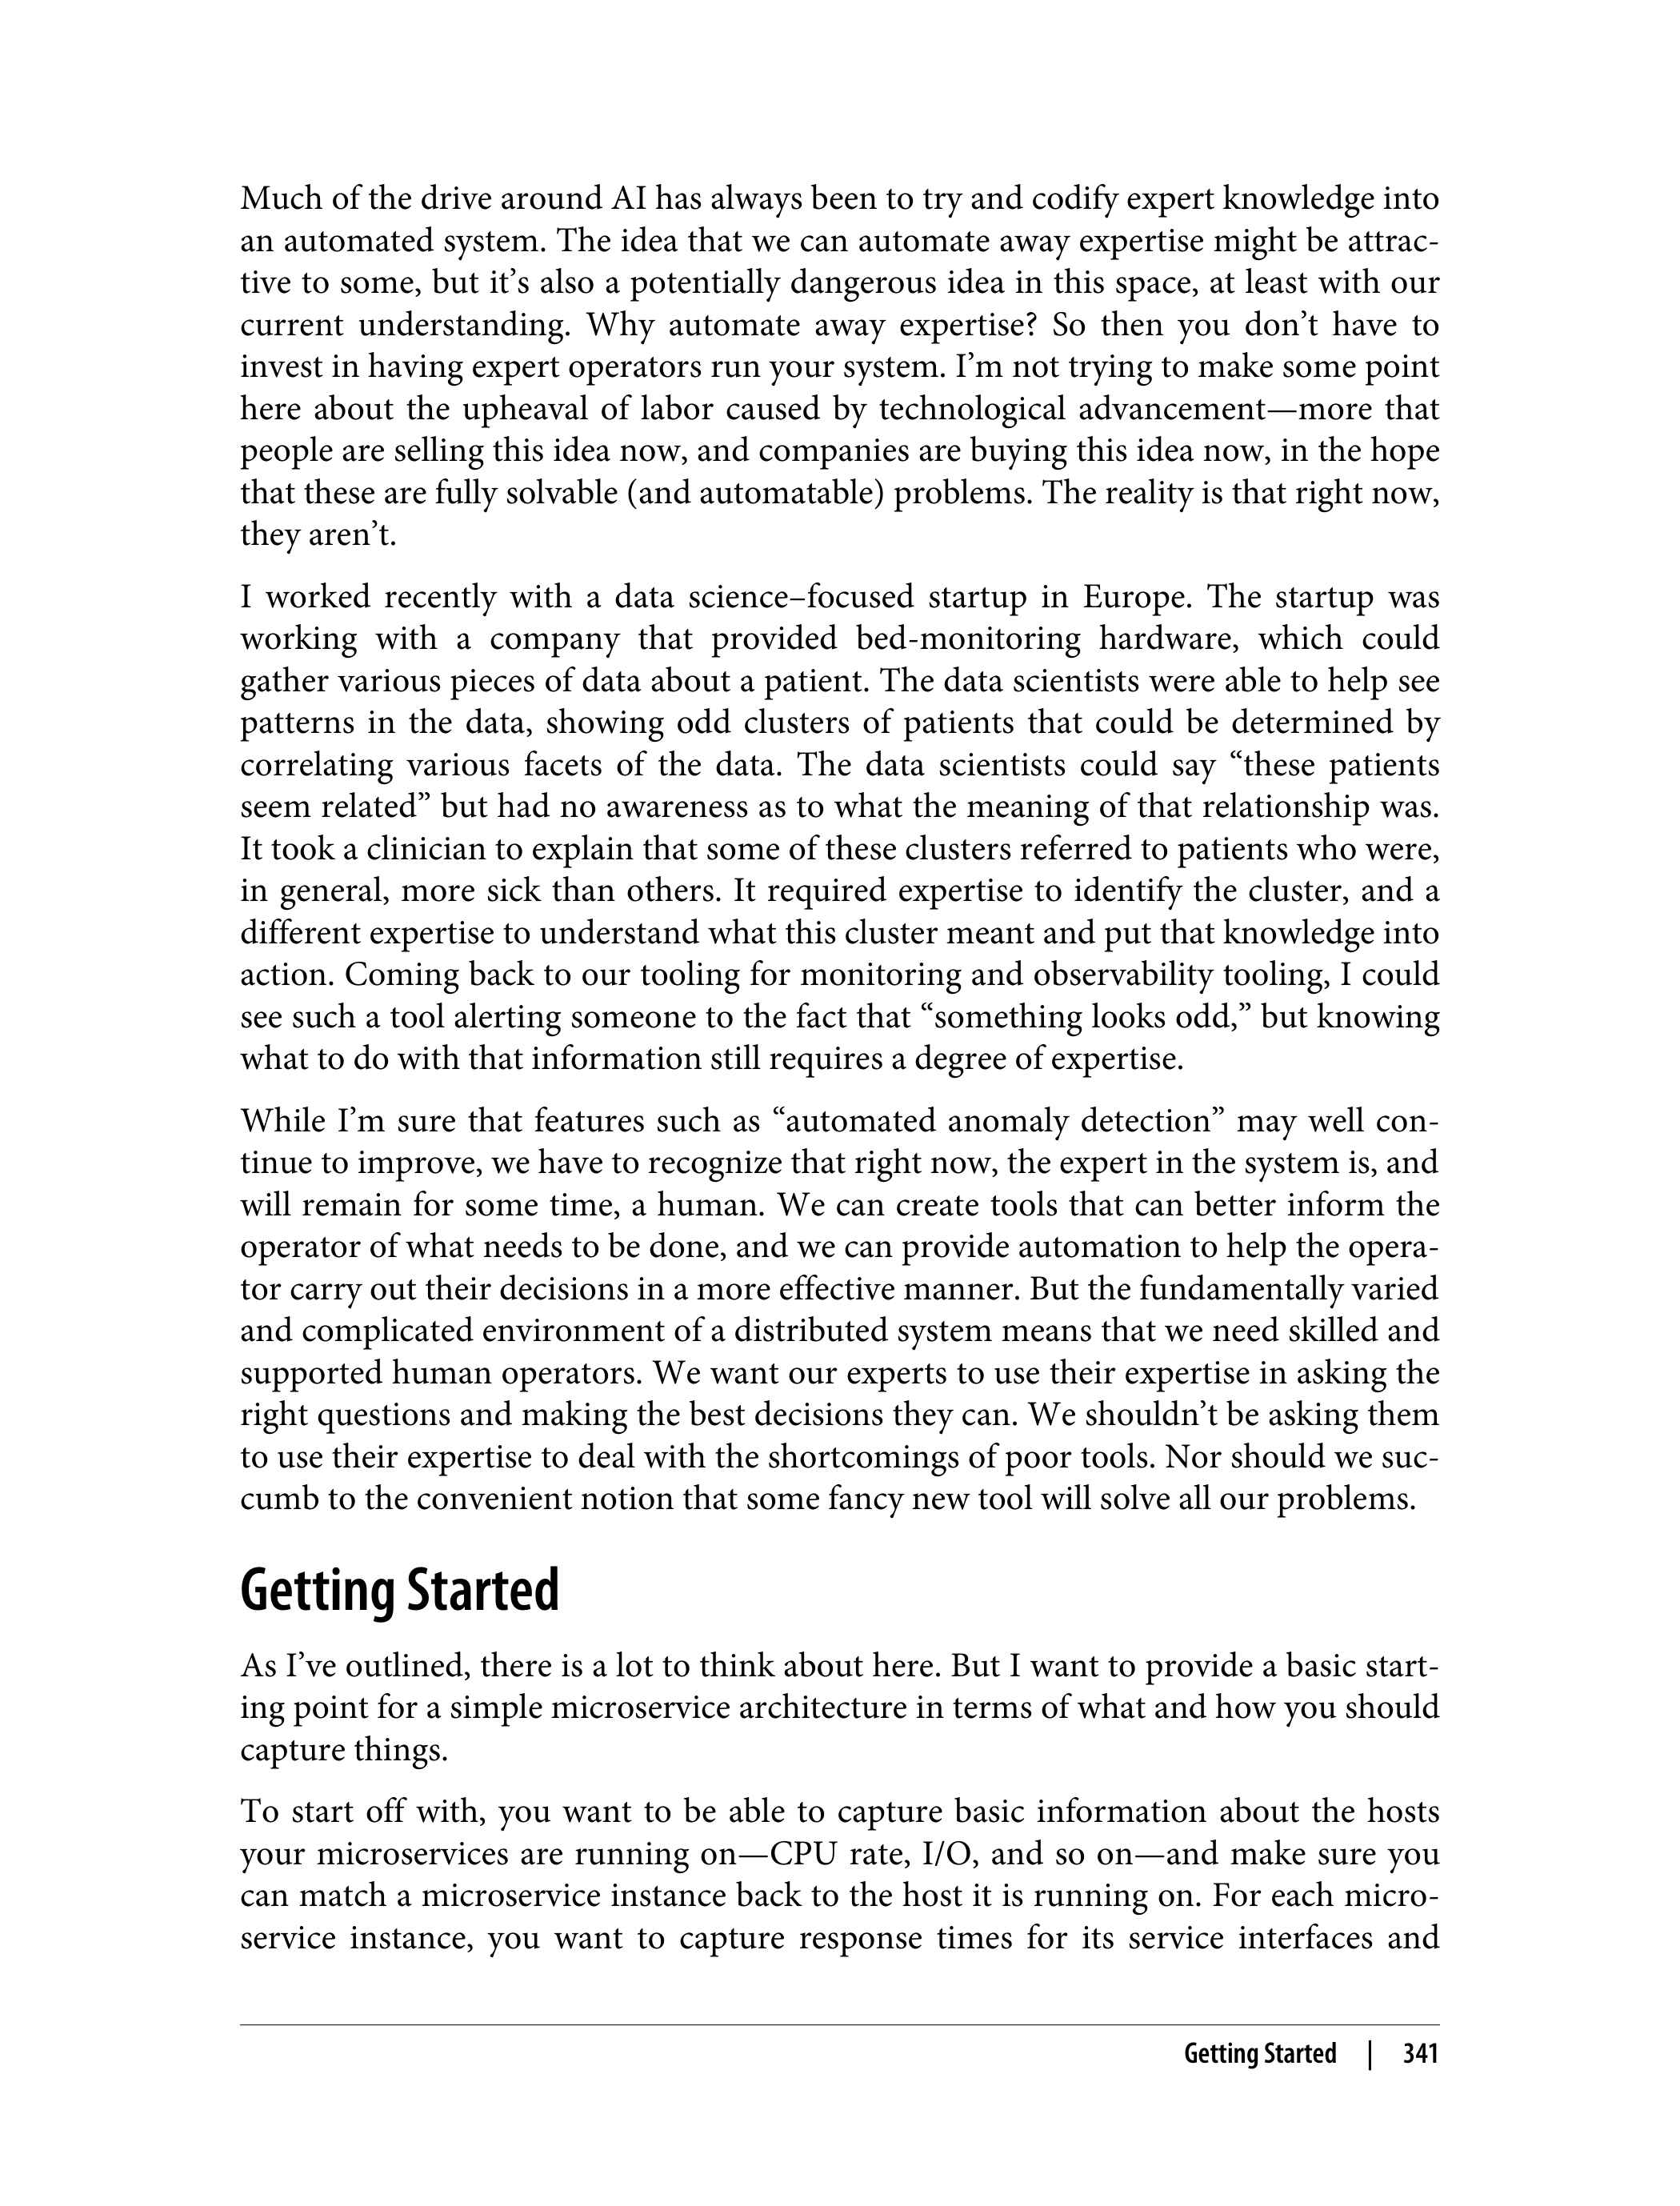 Much of the drive around AI has always been to try and codify expert knowledge into
an automated system. The idea that we can automate away expertise might be attrac-
tive to some, but it’s also a potentially dangerous idea in this space, at least with our
current understanding. Why automate away expertise? So then you don’t have to
invest in having expert operators run your system. I’m not trying to make some point
here about the upheaval of labor caused by technological advancement—more that
people are selling this idea now, and companies are buying this idea now, in the hope
that these are fully solvable (and automatable) problems. The reality is that right now,
they aren’t.
I worked recently with a data science–focused startup in Europe. The startup was
working with a company that provided bed-monitoring hardware, which could
gather various pieces of data about a patient. The data scientists were able to help see
patterns in the data, showing odd clusters of patients that could be determined by
correlating various facets of the data. The data scientists could say “these patients
seem related” but had no awareness as to what the meaning of that relationship was.
It took a clinician to explain that some of these clusters referred to patients who were,
in general, more sick than others. It required expertise to identify the cluster, and a
different expertise to understand what this cluster meant and put that knowledge into
action. Coming back to our tooling for monitoring and observability tooling, I could
see such a tool alerting someone to the fact that “something looks odd,” but knowing
what to do with that information still requires a degree of expertise.
While I’m sure that features such as “automated anomaly detection” may well con-
tinue to improve, we have to recognize that right now, the expert in the system is, and
will remain for some time, a human. We can create tools that can better inform the
operator of what needs to be done, and we can provide automation to help the opera-
tor carry out their decisions in a more effective manner. But the fundamentally varied
and complicated environment of a distributed system means that we need skilled and
supported human operators. We want our experts to use their expertise in asking the
right questions and making the best decisions they can. We shouldn’t be asking them
to use their expertise to deal with the shortcomings of poor tools. Nor should we suc-
cumb to the convenient notion that some fancy new tool will solve all our problems.
Getting Started
As I’ve outlined, there is a lot to think about here. But I want to provide a basic start-
ing point for a simple microservice architecture in terms of what and how you should
capture things.
To start off with, you want to be able to capture basic information about the hosts
your microservices are running on—CPU rate, I/O, and so on—and make sure you
can match a microservice instance back to the host it is running on. For each micro-
service instance, you want to capture response times for its service interfaces and
Getting Started | 341